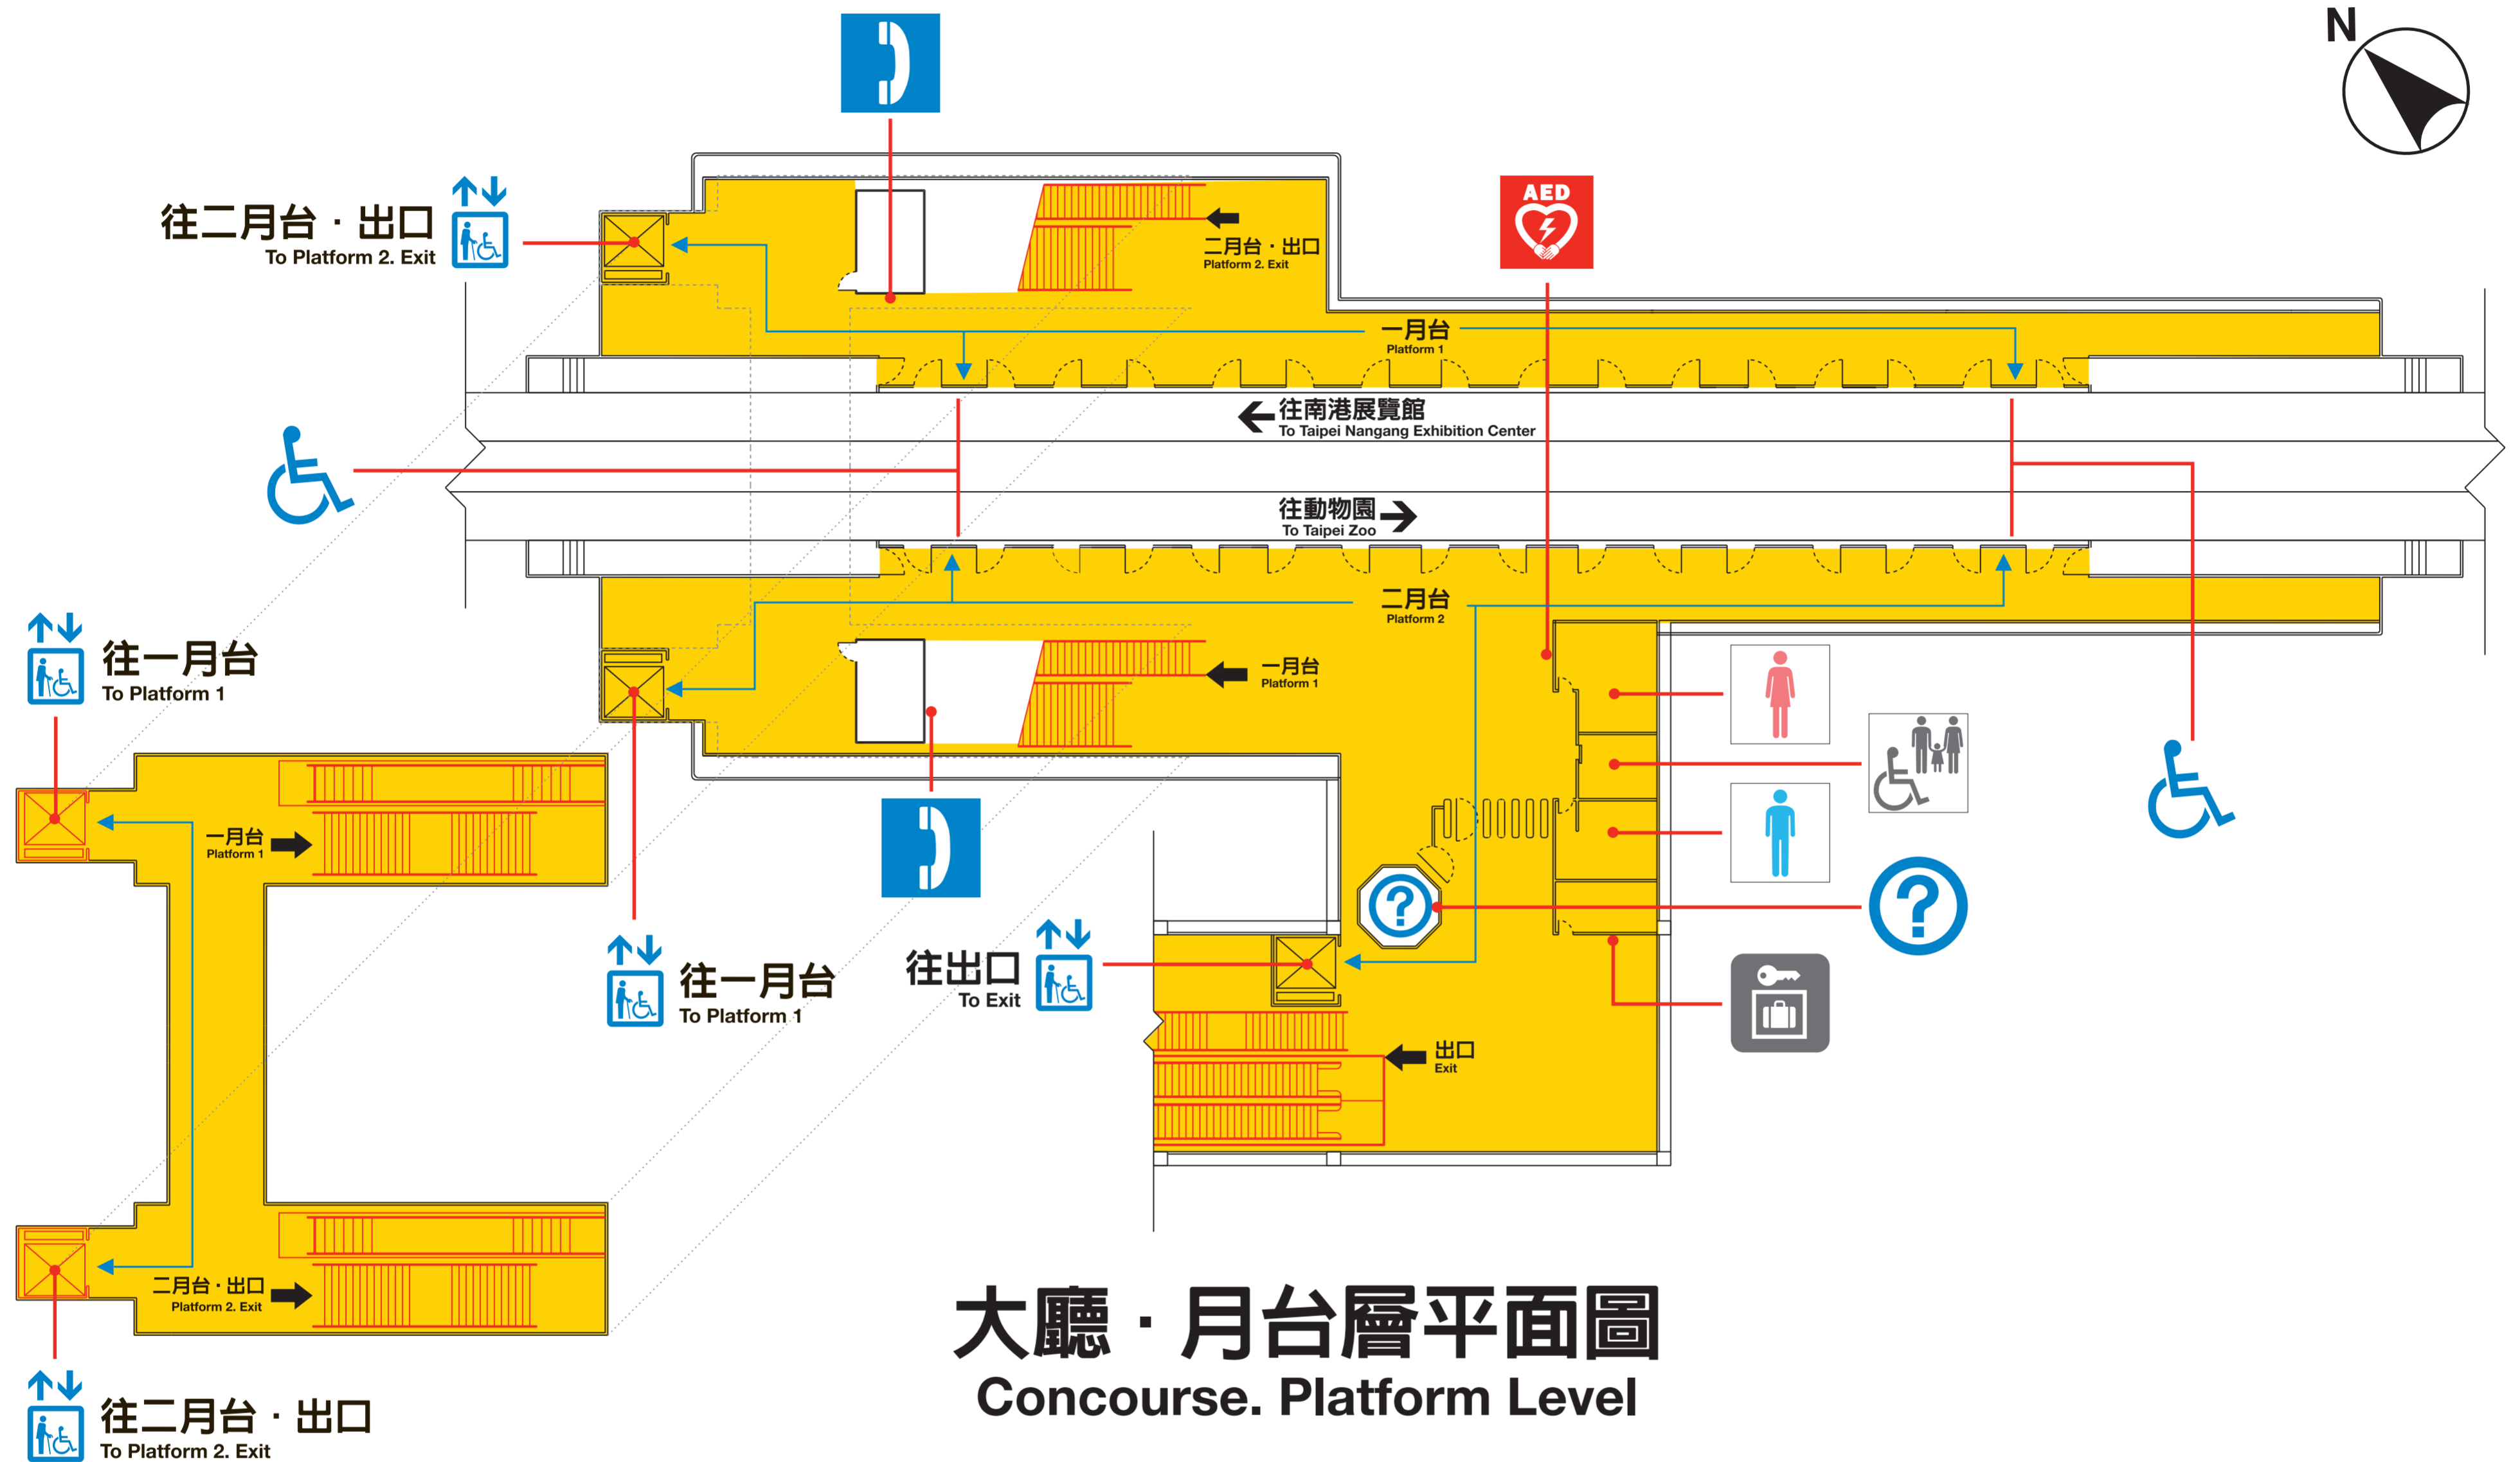 N
往二月台．出口
To Platform 2. Exit
AED
二月台．出口
Platform 2. Exit
一月台
Platform 1
往南港展覽館
To Taipei Nangang Exhibition Center
往動物園
To Taipei Zoo
二月台
Platform 2
一月台
Platform 1
往一月台
To Platform 1
一月台
Platform 1
?
?
往一月台
To Platform 1
往出口
To Exit
出口
Exit
二月台．出口
Platform 2. Exit
往二月台．出口
To Platform 2. Exit
大廳．月台層平面圖
Concourse. Platform Level